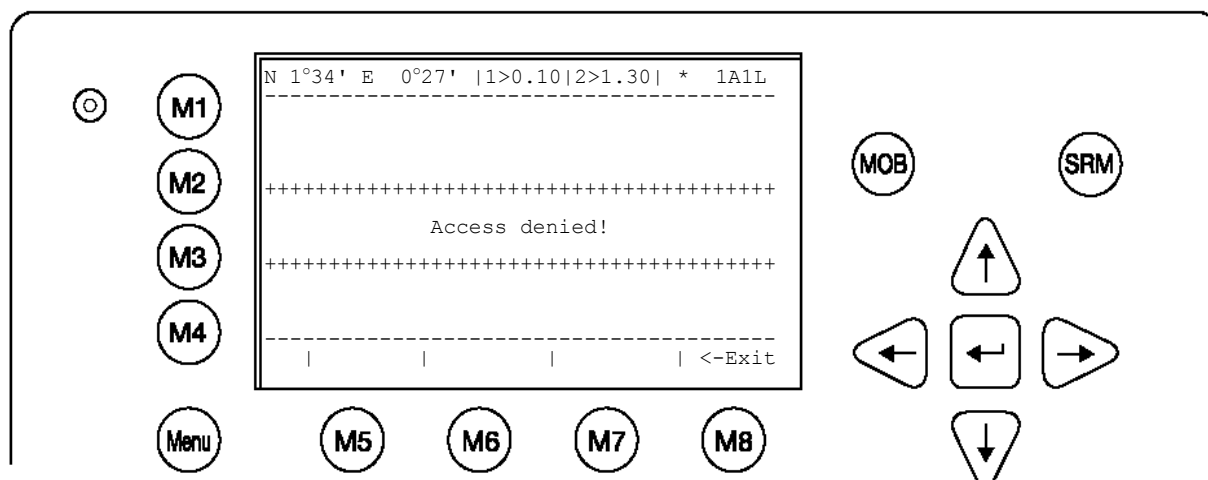 N 1°34' E 0°27' |1>0.10|2>1.30| * 1A1L
------------------------------------------------
M1
MOB
SRM
M2
++++++++++++++++++++++++++++++++++++++++++++++++
Access denied!
M3
++++++++++++++++++++++++++++++++++++++++++++++++
M4
------------------------------------------------
| | | | <-Exit
Menu
M5
M6
M7
M8